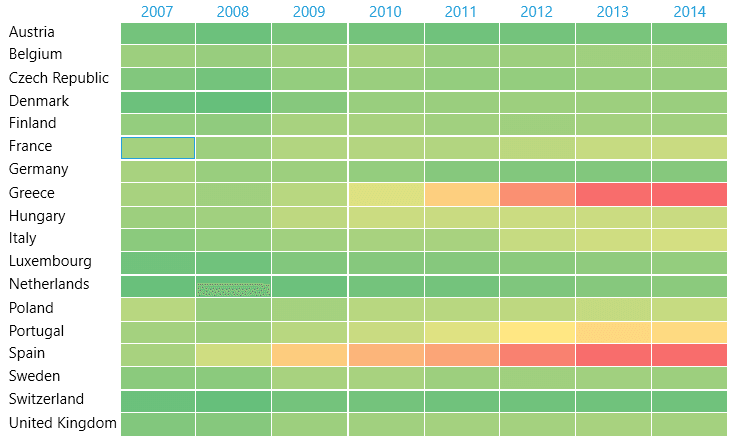 2007 2008 2009 2010 2011 2012 2013 2014
Austria
Belgium
Czech Republic
Denmark
Finland
France
Germany
Greece
Hungary
Italy
Luxembourg
Netherlands
Poland
Portugal
Spain
Sweden
Switzerland
United Kingdom